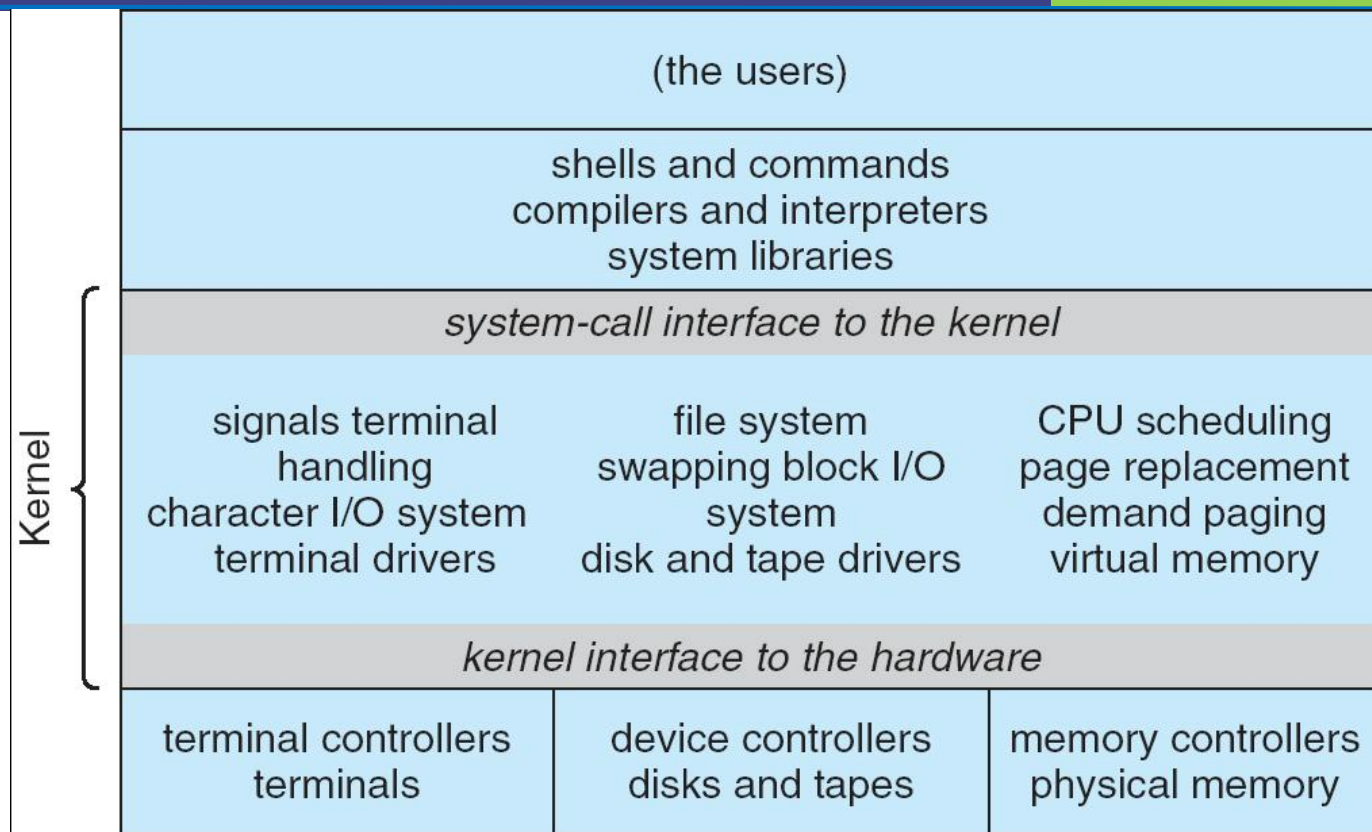 (the users)
shells and commands
compilers and interpreters
system libraries
Kernel
system-call interface to the kernel
signals terminal
handling
character I/O system
terminal drivers
file system
swapping block I/O
system
disk and tape drivers
CPU scheduling
page replacement
demand paging
virtual memory
kernel interface to the hardware
terminal controllers
terminals
device controllers
disks and tapes
memory controllers
physical memory